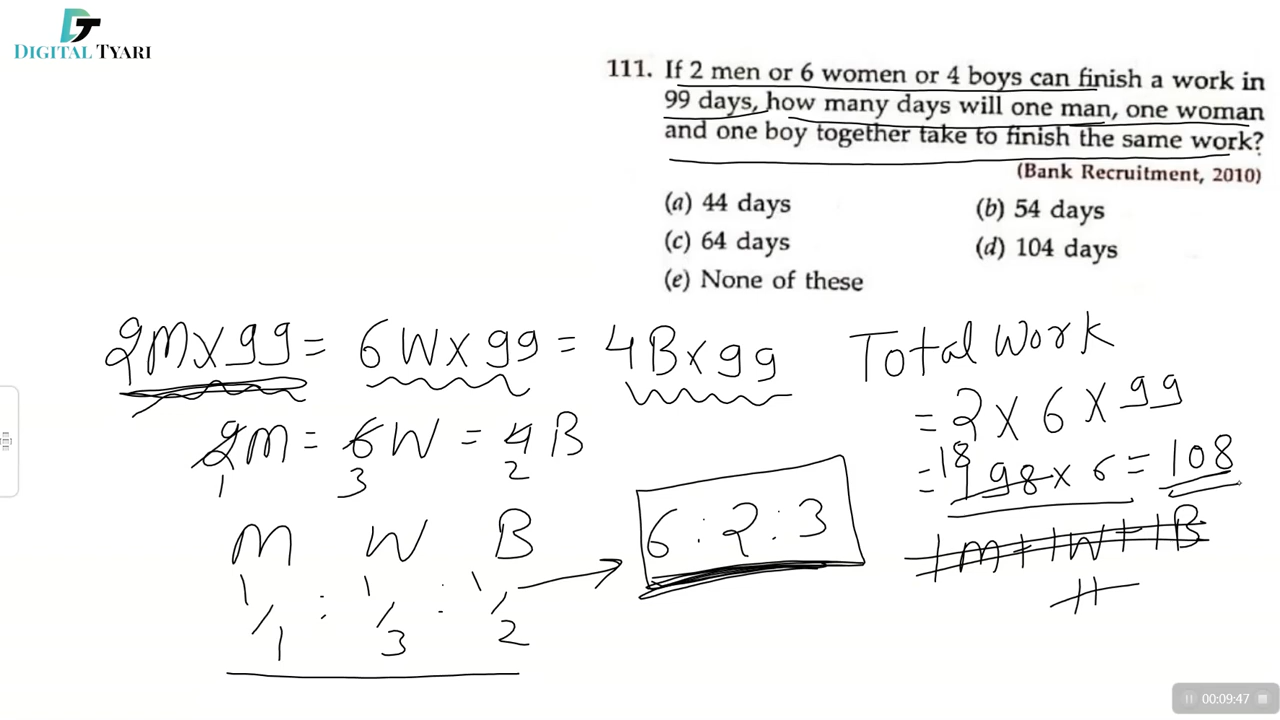 DIGITAL TYARI
111. If 2 men or 6 women or 4 boys can finish a work in
99 days, how many days will one man, one woman
and one boy together take to finish the same work?
(Bank Recruitment, 2010)
(a) 44 days (b) 54 days
(c) 64 days (d) 104 days
(e) None of these
2M×99 = 6W×99 = 4B×99
2M = 6W = 4B
1 3 2
M W B
1/1 : 1/3 : 1/2
6 : 2 : 3
Total Work
= 2 × 6 × 99
18
= 198×6 = 108
1M+1W+1B
11
00:09:47